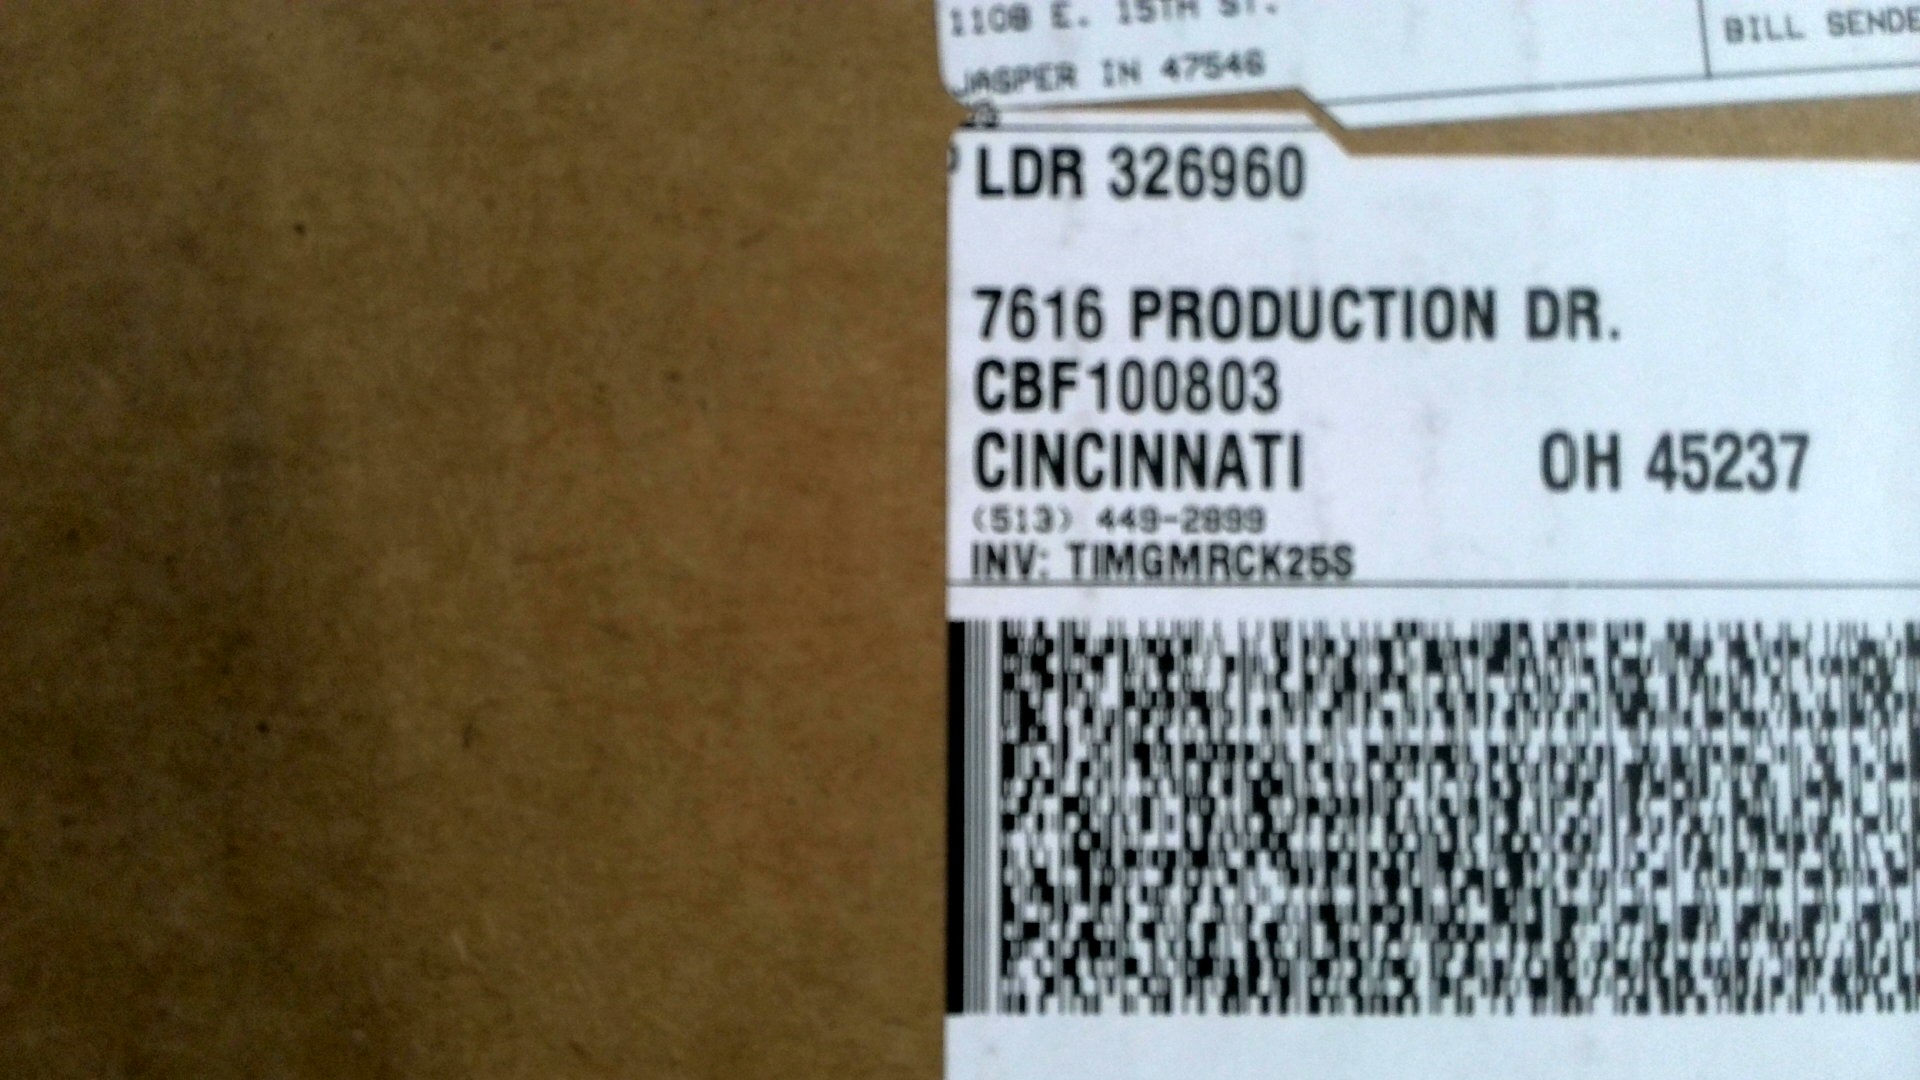 1108 E. 15TH ST.
JASPER IN 47546
BILL SENDE
LDR 326960
7616 PRODUCTION DR.
CBF100803
CINCINNATI OH 45237
(513) 449-2899
INV: TIMGMRCK25S